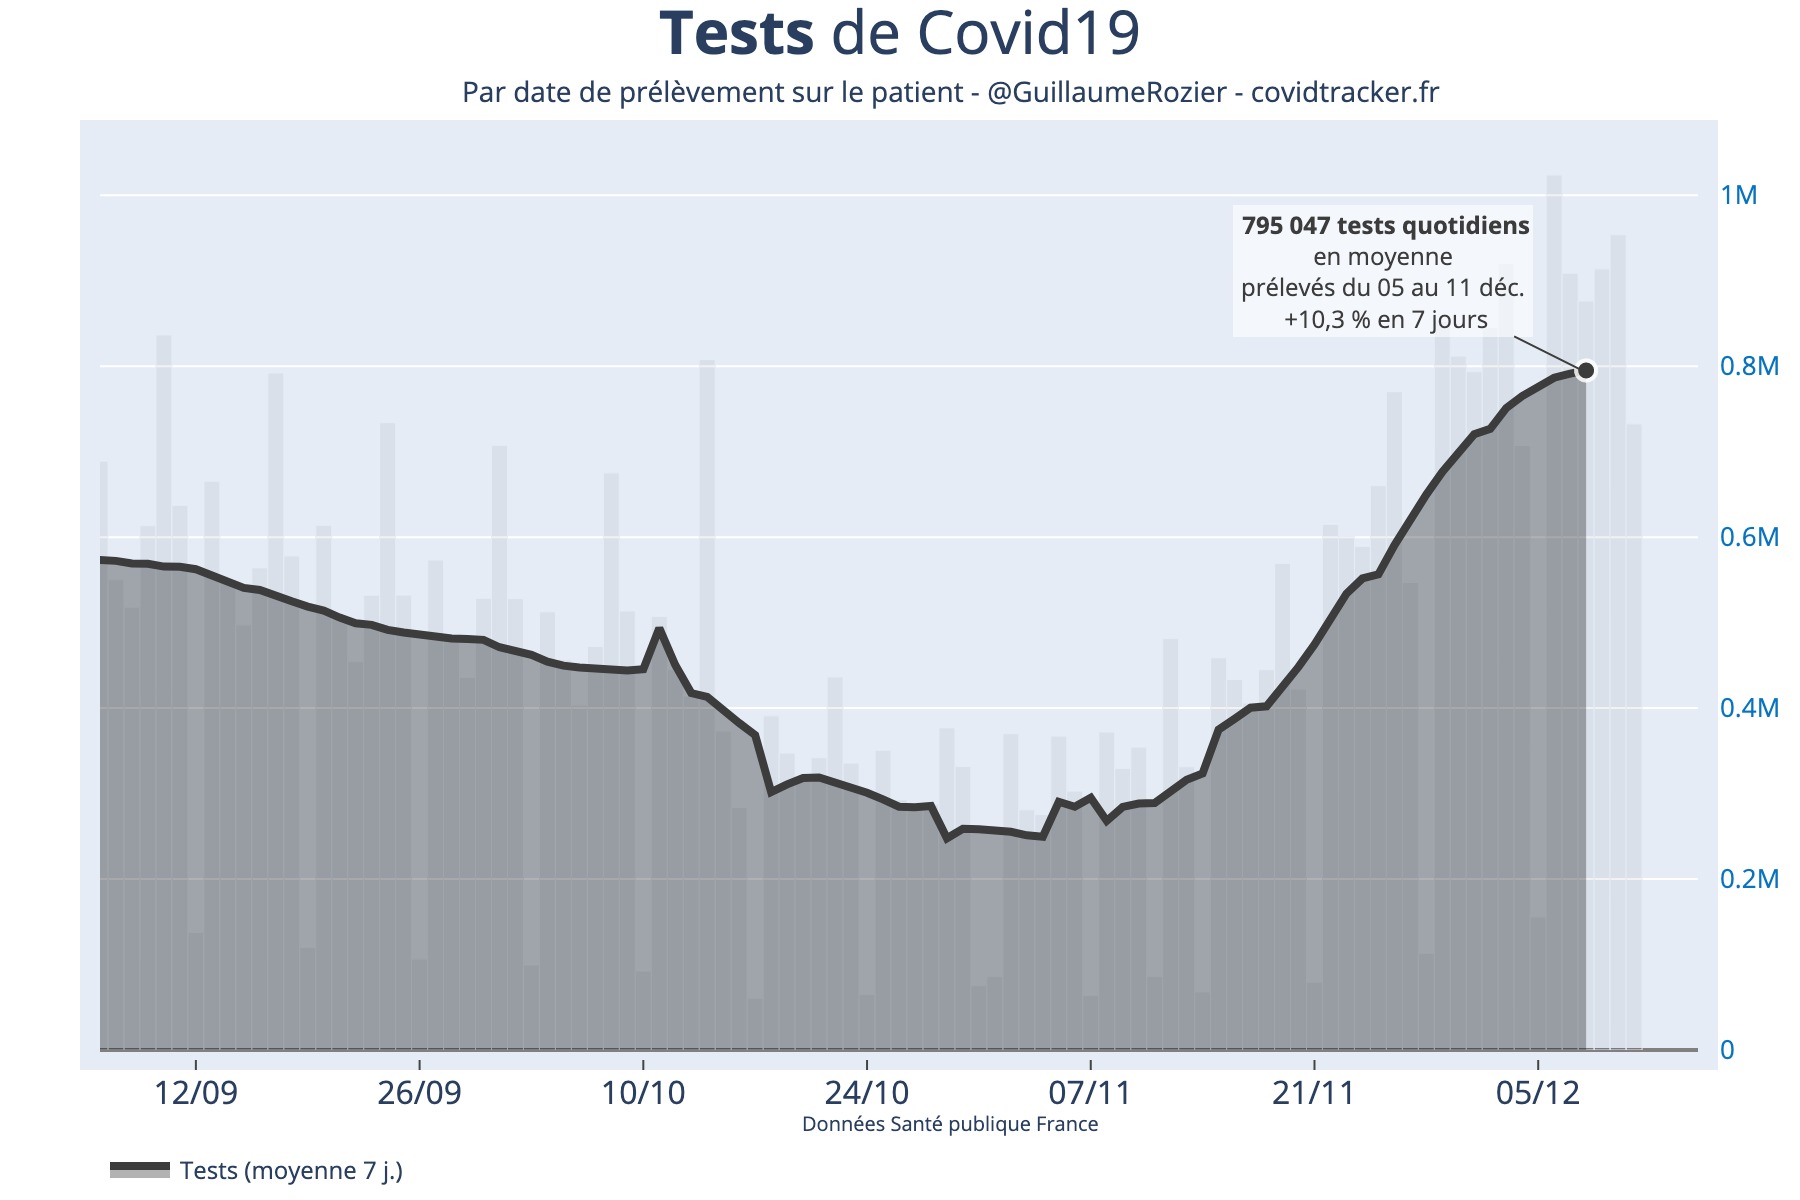 Tests de Covid19
Par date de prélèvement sur le patient - @GuillaumeRozier - covidtracker.fr
1M
795 047 tests quotidiens
en moyenne
prélevés du 05 au 11 déc.
+10,3 % en 7 jours
0.8M
0.6M
0.4M
0.2M
0
12/09 26/09 10/10 24/10 07/11 21/11 05/12
Données Santé publique France
Tests (moyenne 7 j.)